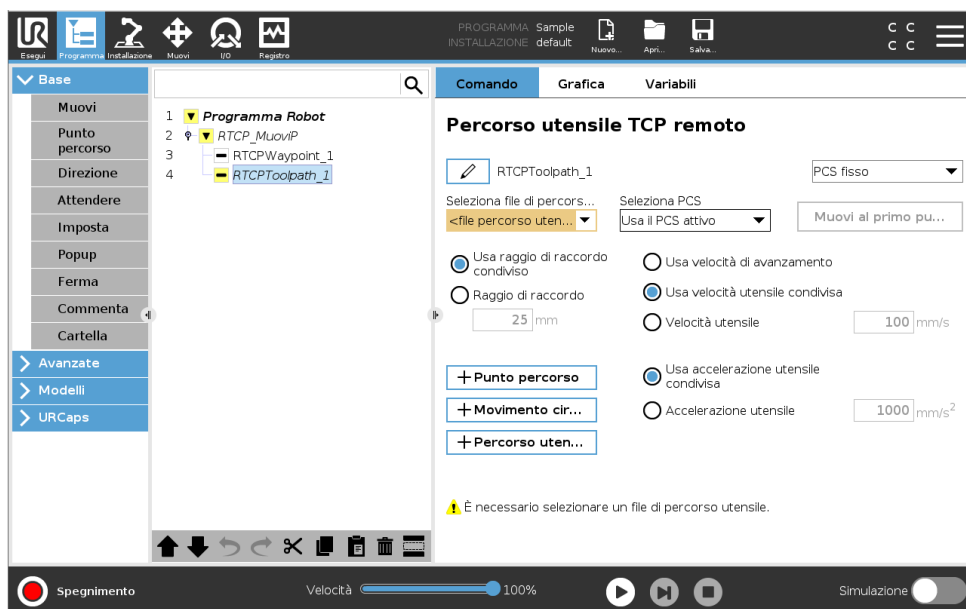 UR
PROGRAMMA Sample
INSTALLAZIONE default
Nuovo...
Apri...
Salva...
C C
C C
Esegui
Programma
Installazione
Muovi
I/O
Registro
Base
Muovi
Punto
percorso
Direzione
Attendere
Imposta
Popup
Ferma
Commenta
Cartella
Avanzate
Modelli
URCaps
1 Programma Robot
2 RTCP_MuoviP
3 RTCPWaypoint_1
4 RTCPToolpath_1
Comando
Grafica
Variabili
Percorso utensile TCP remoto
RTCPToolpath_1
PCS fisso
Seleziona file di percors...
Seleziona PCS
<file percorso uten...
Usa il PCS attivo
Muovi al primo pu...
Usa raggio di raccordo
condiviso
Raggio di raccordo
25 mm
Usa velocità di avanzamento
Usa velocità utensile condivisa
Velocità utensile
100 mm/s
+ Punto percorso
+ Movimento cir...
+ Percorso uten...
Usa accelerazione utensile
condivisa
Accelerazione utensile
1000 mm/s²
È necessario selezionare un file di percorso utensile.
Spegnimento
Velocità
100%
Simulazione